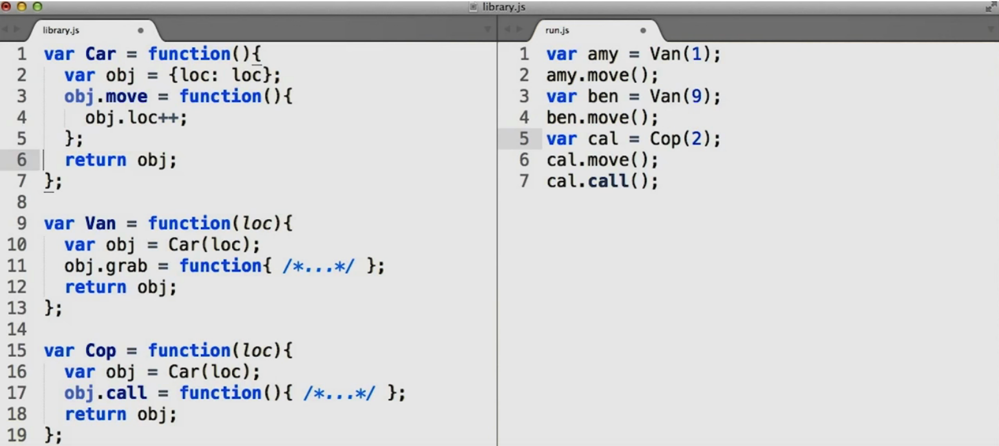 library.js
library.js
1 var Car = function(){
2   var obj = {loc: loc};
3   obj.move = function(){
4     obj.loc++;
5   };
6   return obj;
7 };
8
9 var Van = function(loc){
10   var obj = Car(loc);
11   obj.grab = function{ /*...*/ };
12   return obj;
13 };
14
15 var Cop = function(loc){
16   var obj = Car(loc);
17   obj.call = function(){ /*...*/ };
18   return obj;
19 };
run.js
1 var amy = Van(1);
2 amy.move();
3 var ben = Van(9);
4 ben.move();
5 var cal = Cop(2);
6 cal.move();
7 cal.call();